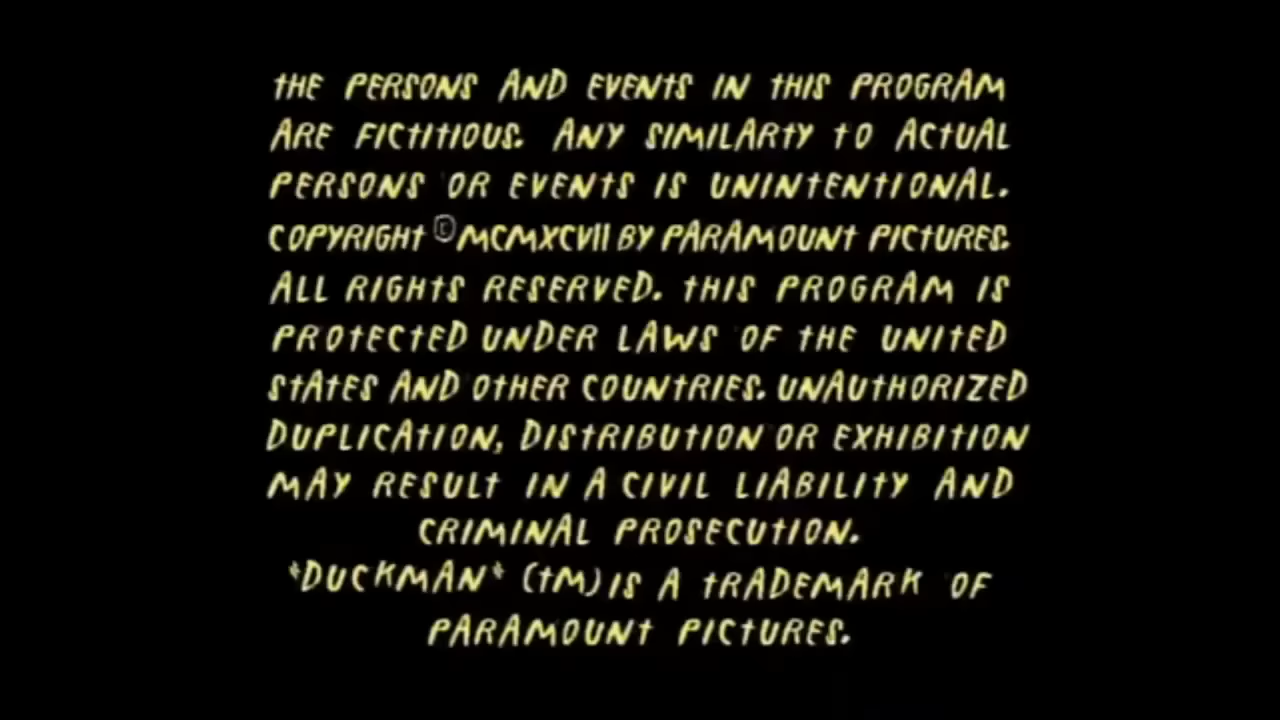 THE PERSONS AND EVENTS IN THIS PROGRAM
ARE FICTITIOUS. ANY SIMILARTY TO ACTUAL
PERSONS OR EVENTS IS UNINTENTIONAL.
COPYRIGHT ©MCMXCVII BY PARAMOUNT PICTURES.
ALL RIGHTS RESERVED. THIS PROGRAM IS
PROTECTED UNDER LAWS OF THE UNITED
STATES AND OTHER COUNTRIES. UNAUTHORIZED
DUPLICATION, DISTRIBUTION OR EXHIBITION
MAY RESULT IN A CIVIL LIABILITY AND
CRIMINAL PROSECUTION.
"DUCKMAN" (TM) IS A TRADEMARK OF
PARAMOUNT PICTURES.